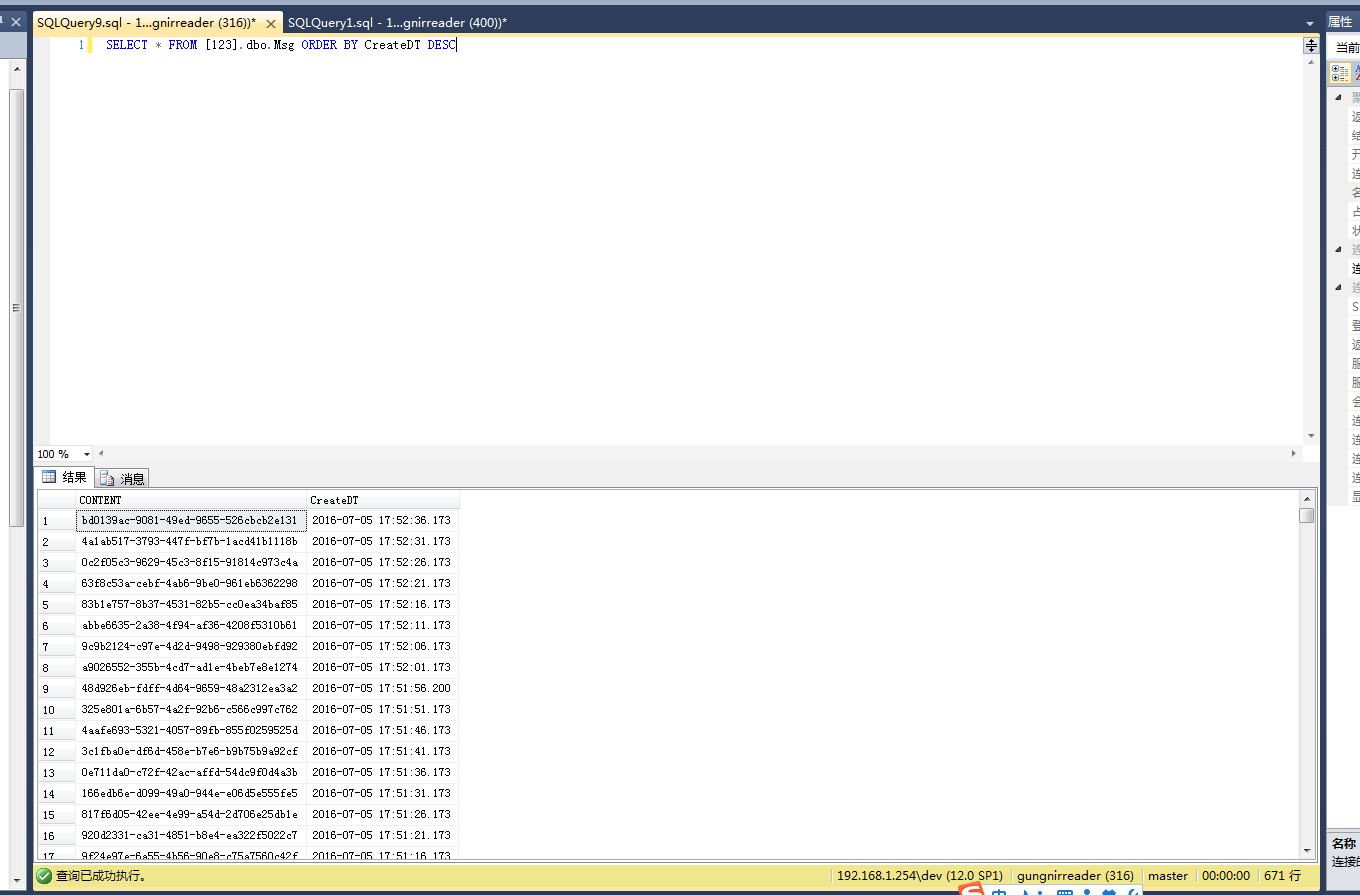 SQLQuery9.sql - 1...gnirreader (316))* SQLQuery1.sql - 1...gnirreader (400))*
属性
1 SELECT * FROM [123].dbo.Msg ORDER BY CreateDT DESC
当前
100 %
结果 消息
CONTENT CreateDT
1 bd0139ac-9081-49ed-9655-526cbcb2e131 2016-07-05 17:52:36.173
2 4a1ab517-3793-447f-bf7b-1acd41b1118b 2016-07-05 17:52:31.173
3 0c2f05c3-9629-45c3-8f15-91814c973c4a 2016-07-05 17:52:26.173
4 63f8c53a-cebf-4ab6-9be0-961eb6362298 2016-07-05 17:52:21.173
5 83b1e757-8b37-4531-82b5-cc0ea34baf85 2016-07-05 17:52:16.173
6 abbe6635-2a38-4f94-af36-4208f5310b61 2016-07-05 17:52:11.173
7 9c9b2124-c97e-4d2d-9498-929380ebfd92 2016-07-05 17:52:06.173
8 a9026552-355b-4cd7-ad1e-4beb7e8e1274 2016-07-05 17:52:01.173
9 48d926eb-fdff-4d64-9659-48a2312ea3a2 2016-07-05 17:51:56.200
10 325e801a-6b57-4a2f-92b6-c566c997c762 2016-07-05 17:51:51.173
11 4aafe693-5321-4057-89fb-855f0259525d 2016-07-05 17:51:46.173
12 3c1fba0e-df6d-458e-b7e6-b9b75b9a92cf 2016-07-05 17:51:41.173
13 0e711da0-c72f-42ac-affd-54dc9f0d4a3b 2016-07-05 17:51:36.173
14 166edb6e-d099-49a0-944e-e06d5e555fe5 2016-07-05 17:51:31.173
15 817f6d05-42ee-4e99-a54d-2d706e25db1e 2016-07-05 17:51:26.173
16 920d2331-ca31-4851-b8e4-ea322f5022c7 2016-07-05 17:51:21.173
17 9f24e97e-6a55-4b56-90e8-c75a7560c42f 2016-07-05 17:51:16.173
名称
连接的
查询已成功执行。 192.168.1.254\dev (12.0 SP1) gungnirreader (316) master 00:00:00 671 行